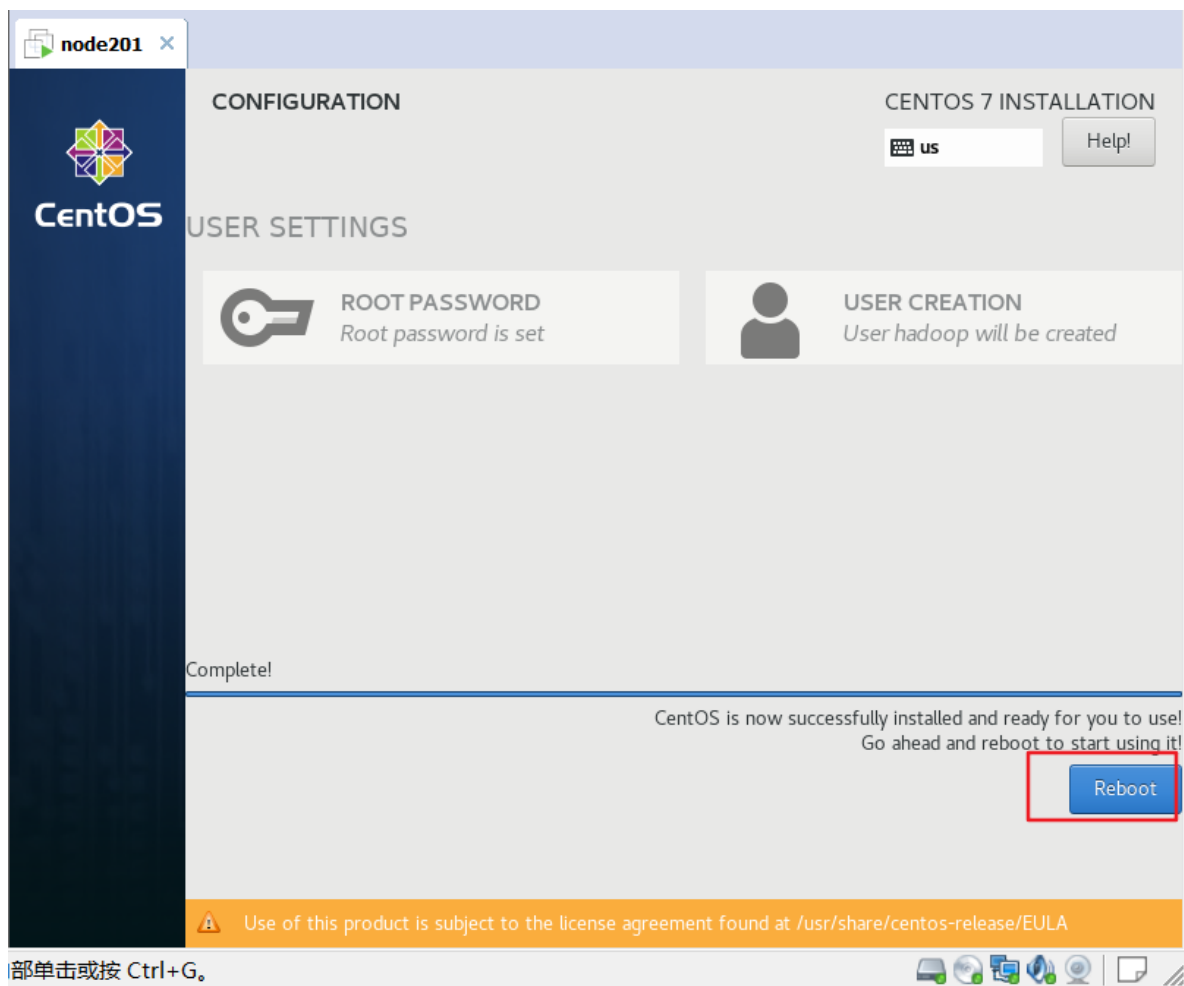 node201
CONFIGURATION
CENTOS 7 INSTALLATION
us
Help!
CentOS
USER SETTINGS
ROOT PASSWORD
Root password is set
USER CREATION
User hadoop will be created
Complete!
CentOS is now successfully installed and ready for you to use!
Go ahead and reboot to start using it!
Reboot
Use of this product is subject to the license agreement found at /usr/share/centos-release/EULA
部单击或按 Ctrl+G。